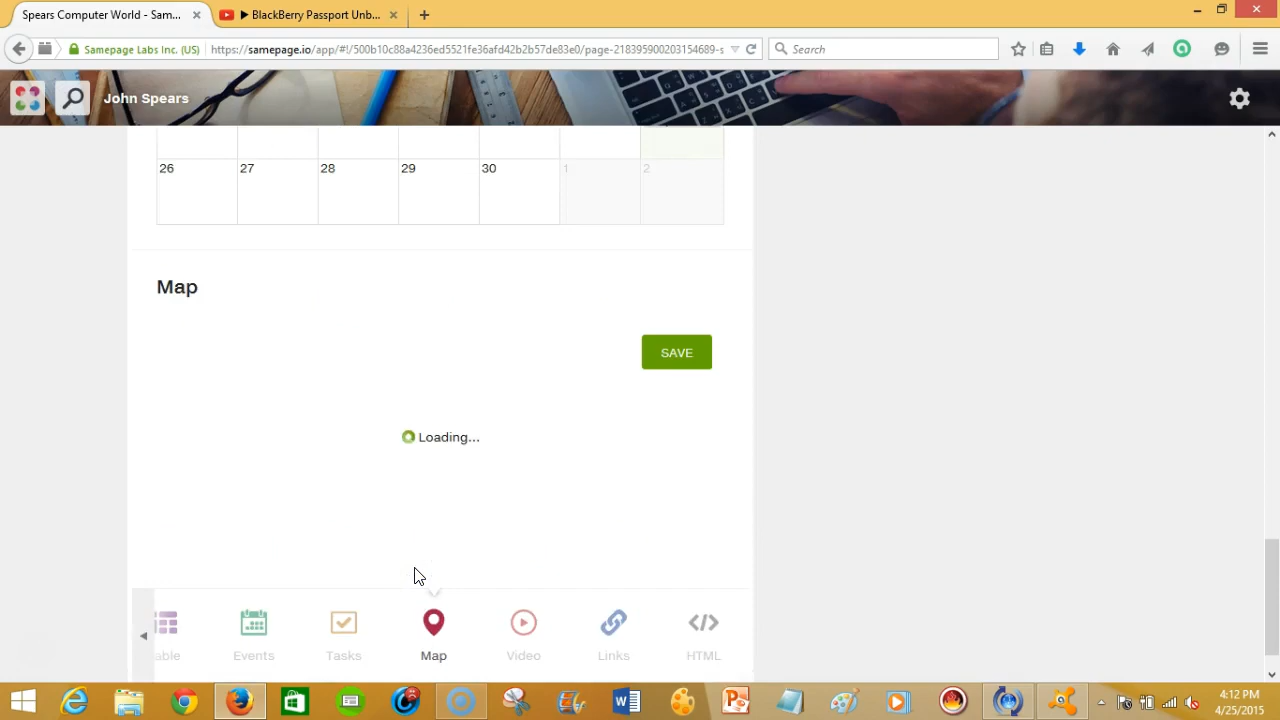 Spears Computer World - Sam...
▶ BlackBerry Passport Unb...
Samepage Labs Inc. (US)
https://samepage.io/app/#!/500b10c88a4236ed5521fe36afd42b2b57de83e0/page-218395900203154689-s
Search
John Spears
26 27 28 29 30 1 2
Map
SAVE
Loading...
able Events Tasks Map Video Links HTML
4:12 PM
4/25/2015